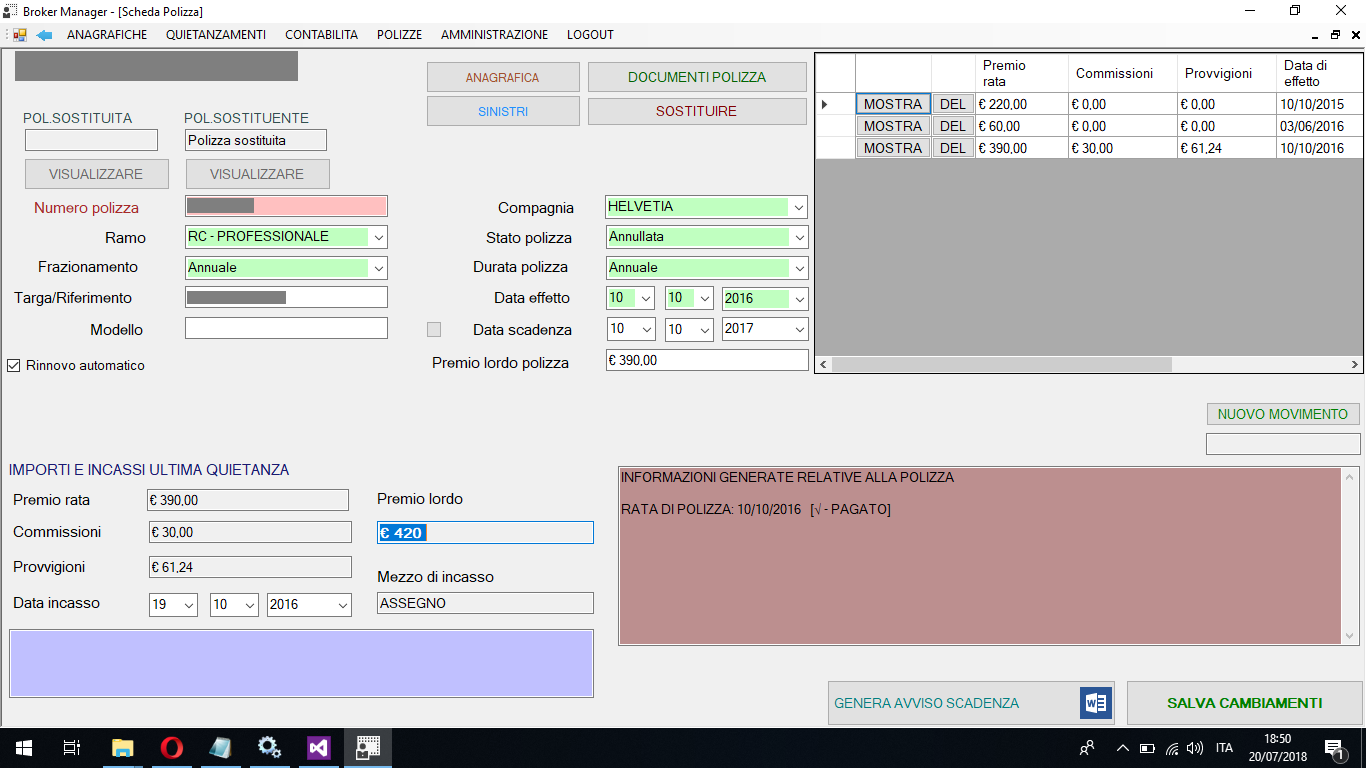 Broker Manager - [Scheda Polizza]
ANAGRAFICHE QUIETANZAMENTI CONTABILITA POLIZZE AMMINISTRAZIONE LOGOUT
ANAGRAFICA DOCUMENTI POLIZZA
SINISTRI SOSTITUIRE
POL.SOSTITUITA POL.SOSTITUENTE
Polizza sostituita
VISUALIZZARE VISUALIZZARE
Numero polizza
Ramo RC - PROFESSIONALE
Frazionamento Annuale
Targa/Riferimento
Modello
Rinnovo automatico
Compagnia HELVETIA
Stato polizza Annullata
Durata polizza Annuale
Data effetto 10 10 2016
Data scadenza 10 10 2017
Premio lordo polizza € 390,00
Premio rata Commissioni Provvigioni Data di effetto
MOSTRA DEL € 220,00 € 0,00 € 0,00 10/10/2015
MOSTRA DEL € 60,00 € 0,00 € 0,00 03/06/2016
MOSTRA DEL € 390,00 € 30,00 € 61,24 10/10/2016
NUOVO MOVIMENTO
IMPORTI E INCASSI ULTIMA QUIETANZA
Premio rata € 390,00
Commissioni € 30,00
Provvigioni € 61,24
Data incasso 19 10 2016
Premio lordo
€ 420
Mezzo di incasso
ASSEGNO
INFORMAZIONI GENERATE RELATIVE ALLA POLIZZA
RATA DI POLIZZA: 10/10/2016 [√ - PAGATO]
GENERA AVVISO SCADENZA
SALVA CAMBIAMENTI
ITA
18:50
20/07/2018
1